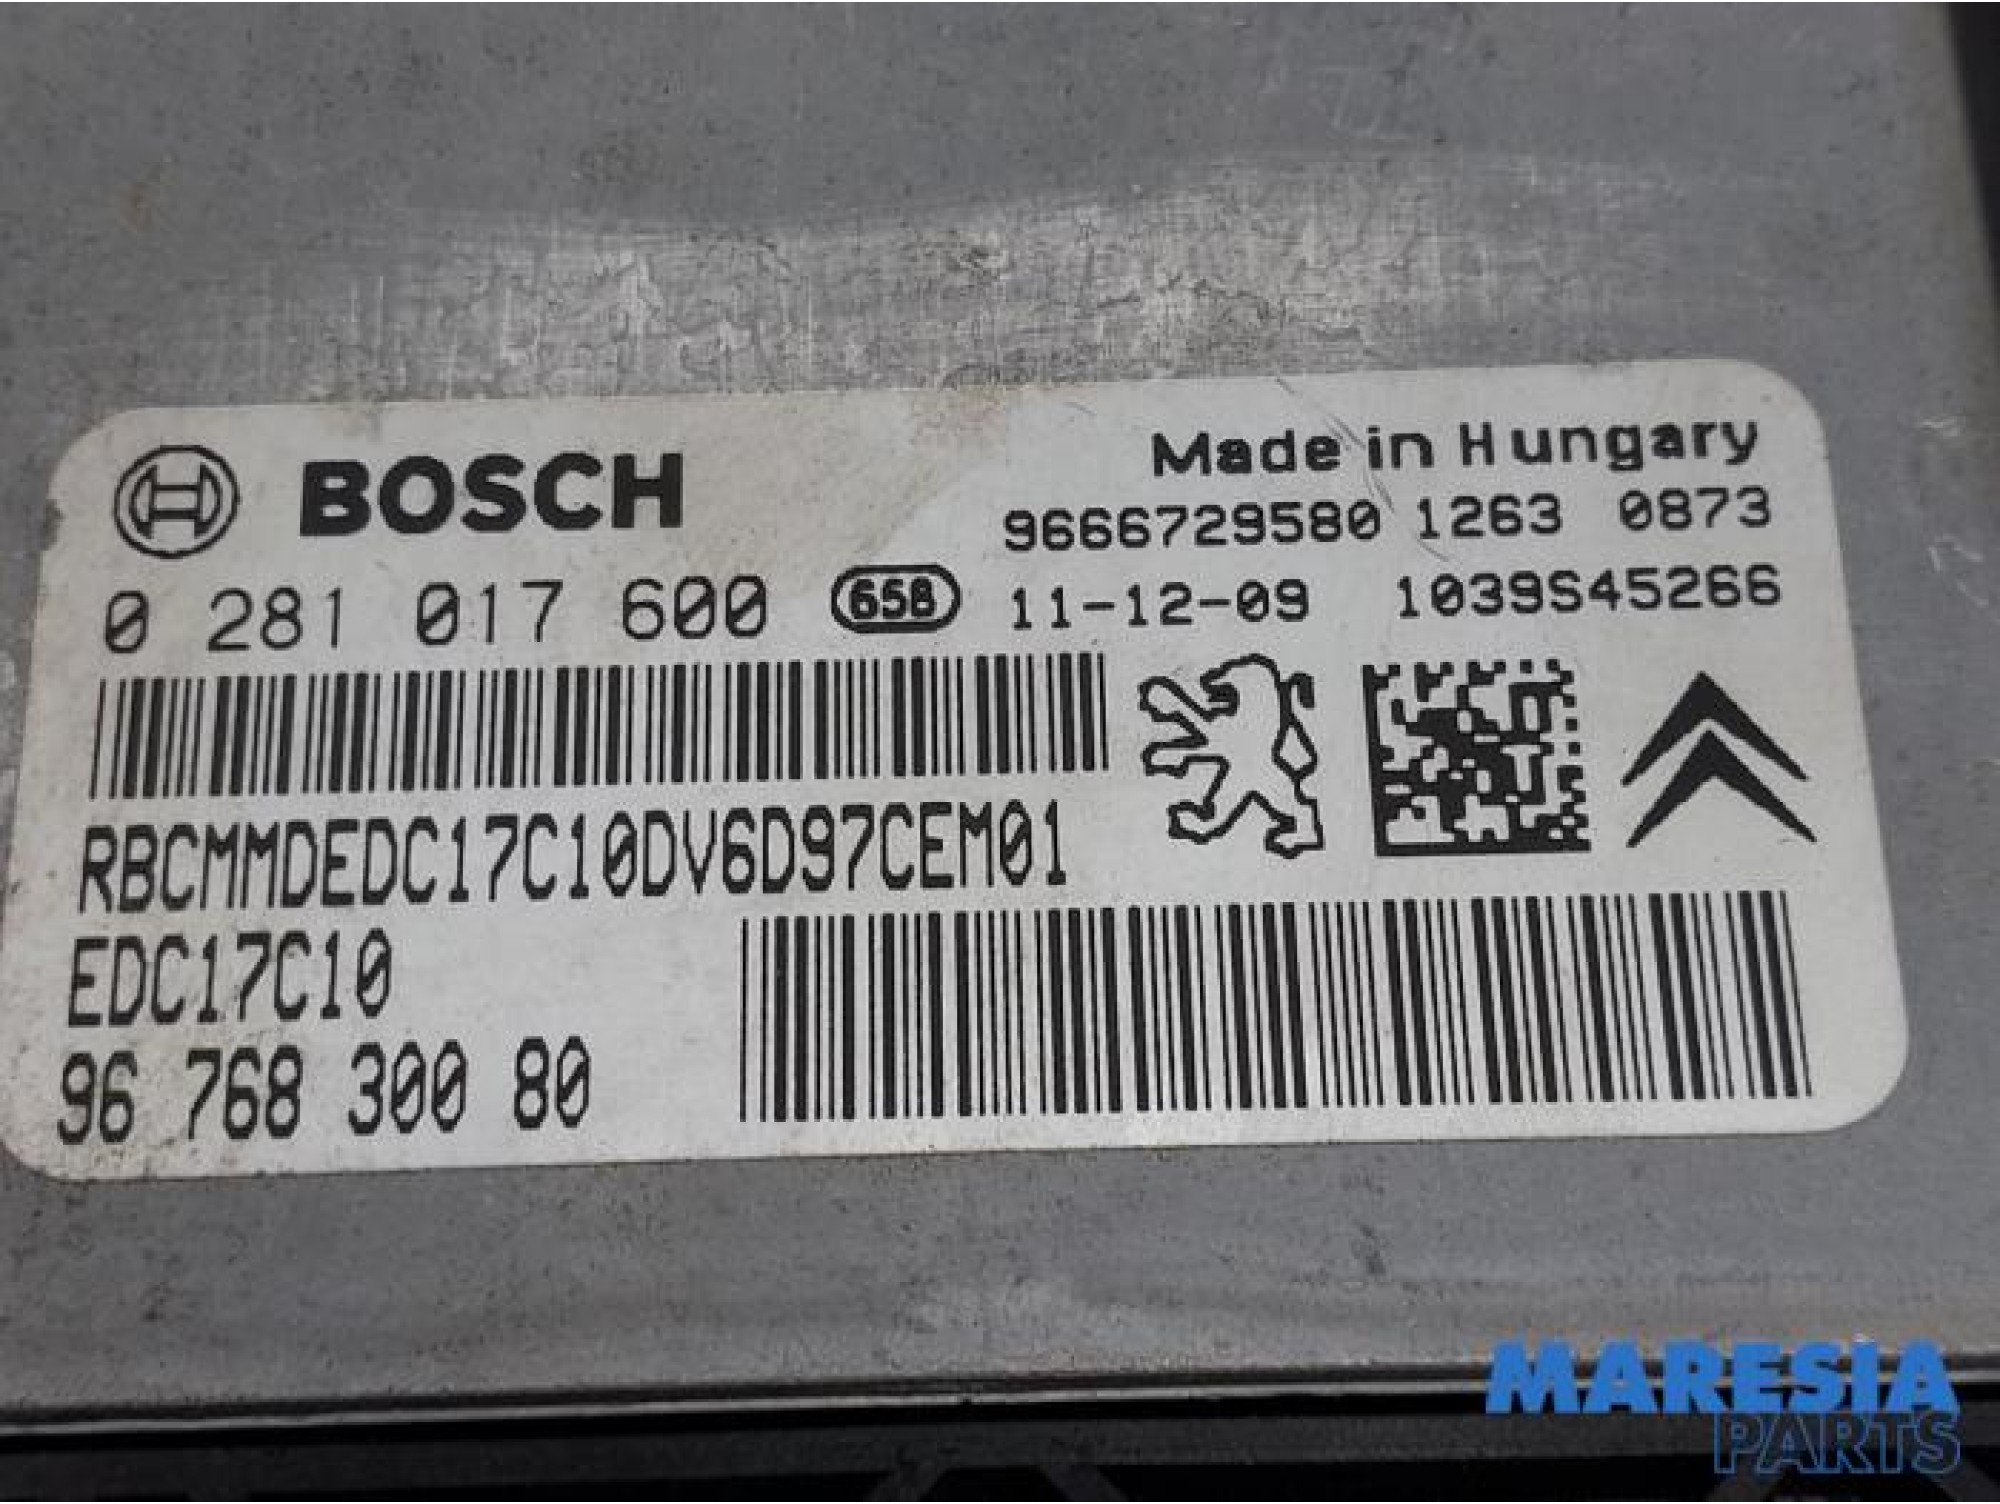 BOSCH
Made in Hungary
9666729580 1263 0873
0 281 017 600 658 11-12-09 1039S45266
RBCMMDEDC17C10DV6D97CEM01
EDC17C10
96 768 300 80
MARESIA
PARTS